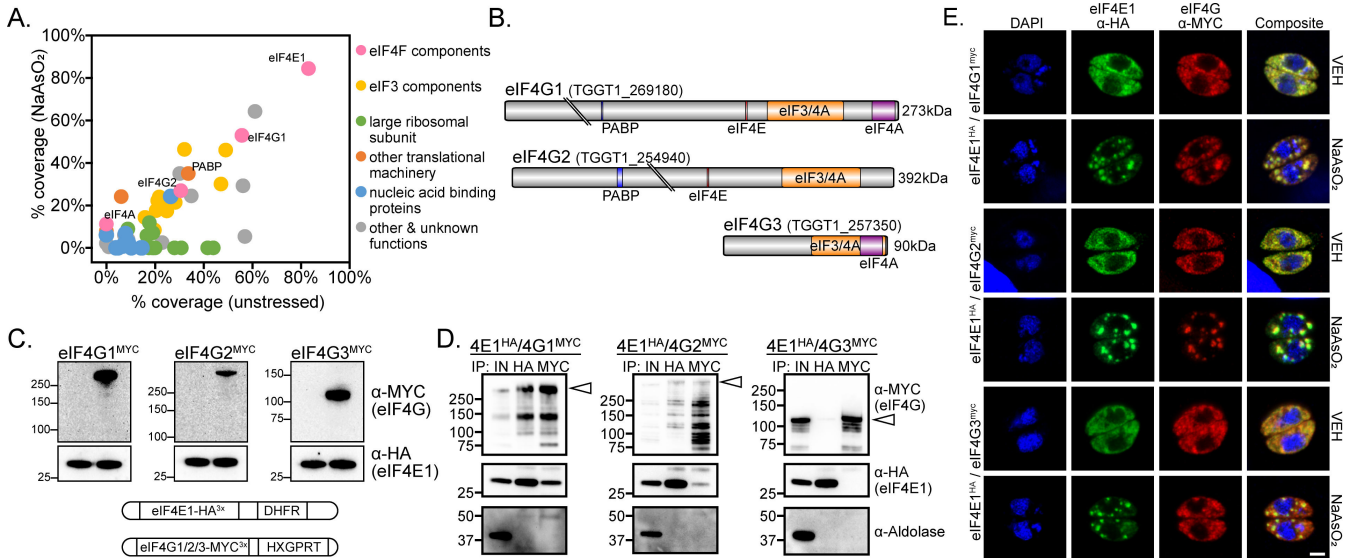 A.
% coverage (NaAsO₂)
100%
80%
60%
40%
20%
0%
0%
20%
40%
60%
80%
100%
% coverage (unstressed)
eIF4E1
eIF4G1
PABP
eIF4G2
eIF4A
eIF4F components
eIF3 components
large ribosomal
subunit
other translational
machinery
nucleic acid binding
proteins
other & unknown
functions
B.
eIF4G1 (TGGT1_269180)
eIF3/4A
273kDa
PABP
eIF4E
eIF4A
eIF4G2 (TGGT1_254940)
eIF3/4A
392kDa
PABP
eIF4E
eIF4G3 (TGGT1_257350)
eIF3/4A
90kDa
eIF4A
C.
eIF4G1ᴹʸᶜ
eIF4G2ᴹʸᶜ
eIF4G3ᴹʸᶜ
250
150
100
25
250
150
100
25
150
100
75
25
α-MYC
(eIF4G)
α-HA
(eIF4E1)
eIF4E1-HA³ˣ
DHFR
eIF4G1/2/3-MYC³ˣ
HXGPRT
D.
4E1ᴴᴬ/4G1ᴹʸᶜ
4E1ᴴᴬ/4G2ᴹʸᶜ
4E1ᴴᴬ/4G3ᴹʸᶜ
IP: IN HA MYC
IP: IN HA MYC
IP: IN HA MYC
250
150
100
75
25
50
37
250
150
100
75
25
50
37
250
150
100
75
25
50
37
α-MYC
(eIF4G)
α-HA
(eIF4E1)
α-Aldolase
E.
DAPI
eIF4E1
α-HA
eIF4G
α-MYC
Composite
eIF4E1ᴴᴬ / eIF4G1ᵐʸᶜ
VEH
NaAsO₂
eIF4E1ᴴᴬ / eIF4G2ᵐʸᶜ
VEH
NaAsO₂
eIF4E1ᴴᴬ / eIF4G3ᵐʸᶜ
VEH
NaAsO₂